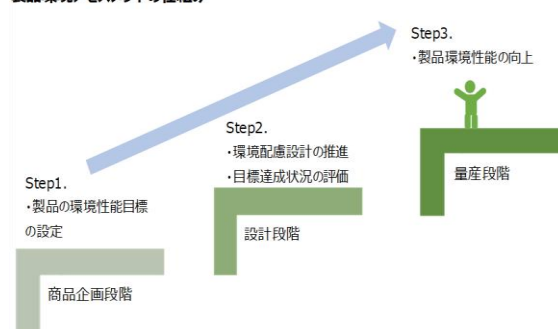 Step3.
・製品環境性能の向上
Step2.
・環境配慮設計の推進
・目標達成状況の評価
Step1.
・製品の環境性能目標
の設定
量産段階
設計段階
商品企画段階